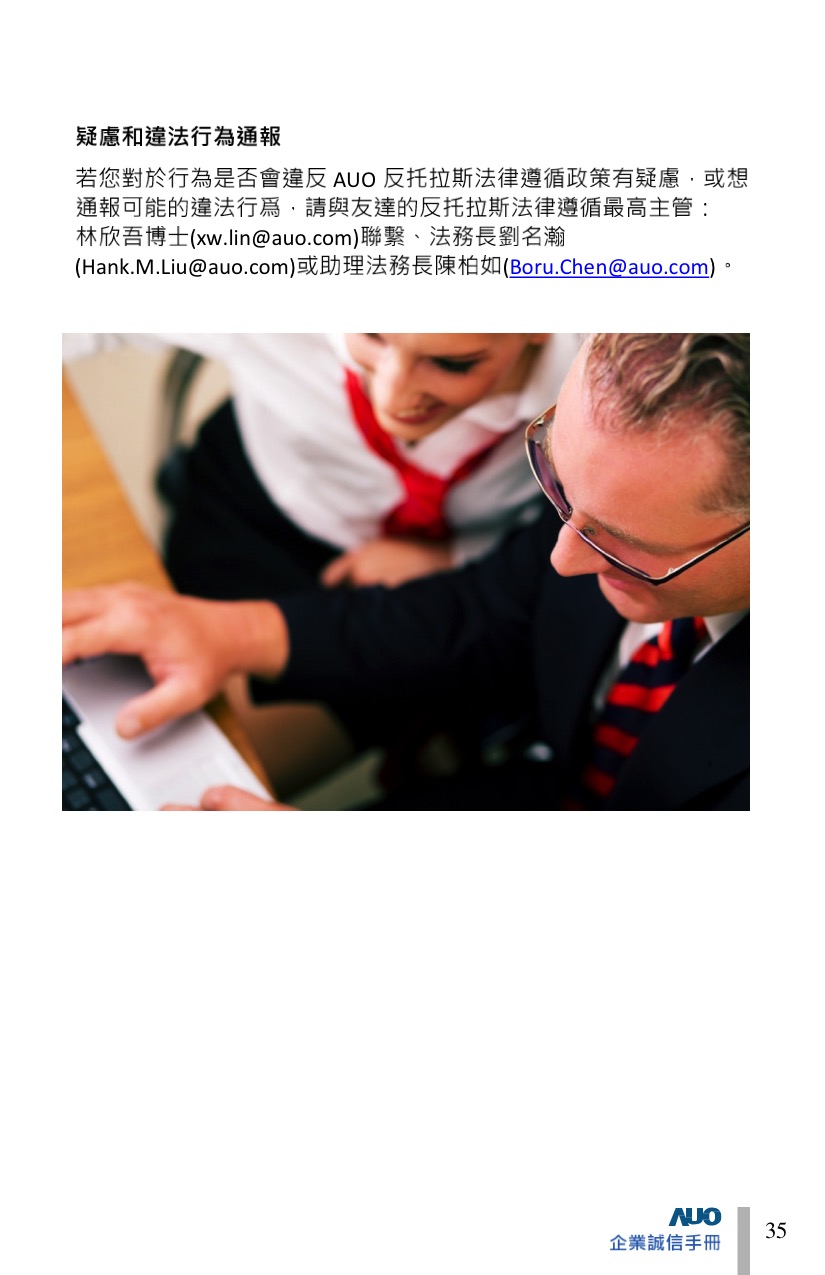 疑慮和違法行為通報
若您對於行為是否會違反 AUO 反托拉斯法律遵循政策有疑慮，或想
通報可能的違法行爲，請與友達的反托拉斯法律遵循最高主管：
林欣吾博士(xw.lin@auo.com)聯繫、法務長劉名瀚
(Hank.M.Liu@auo.com)或助理法務長陳柏如(Boru.Chen@auo.com)。
AUO
企業誠信手冊
35